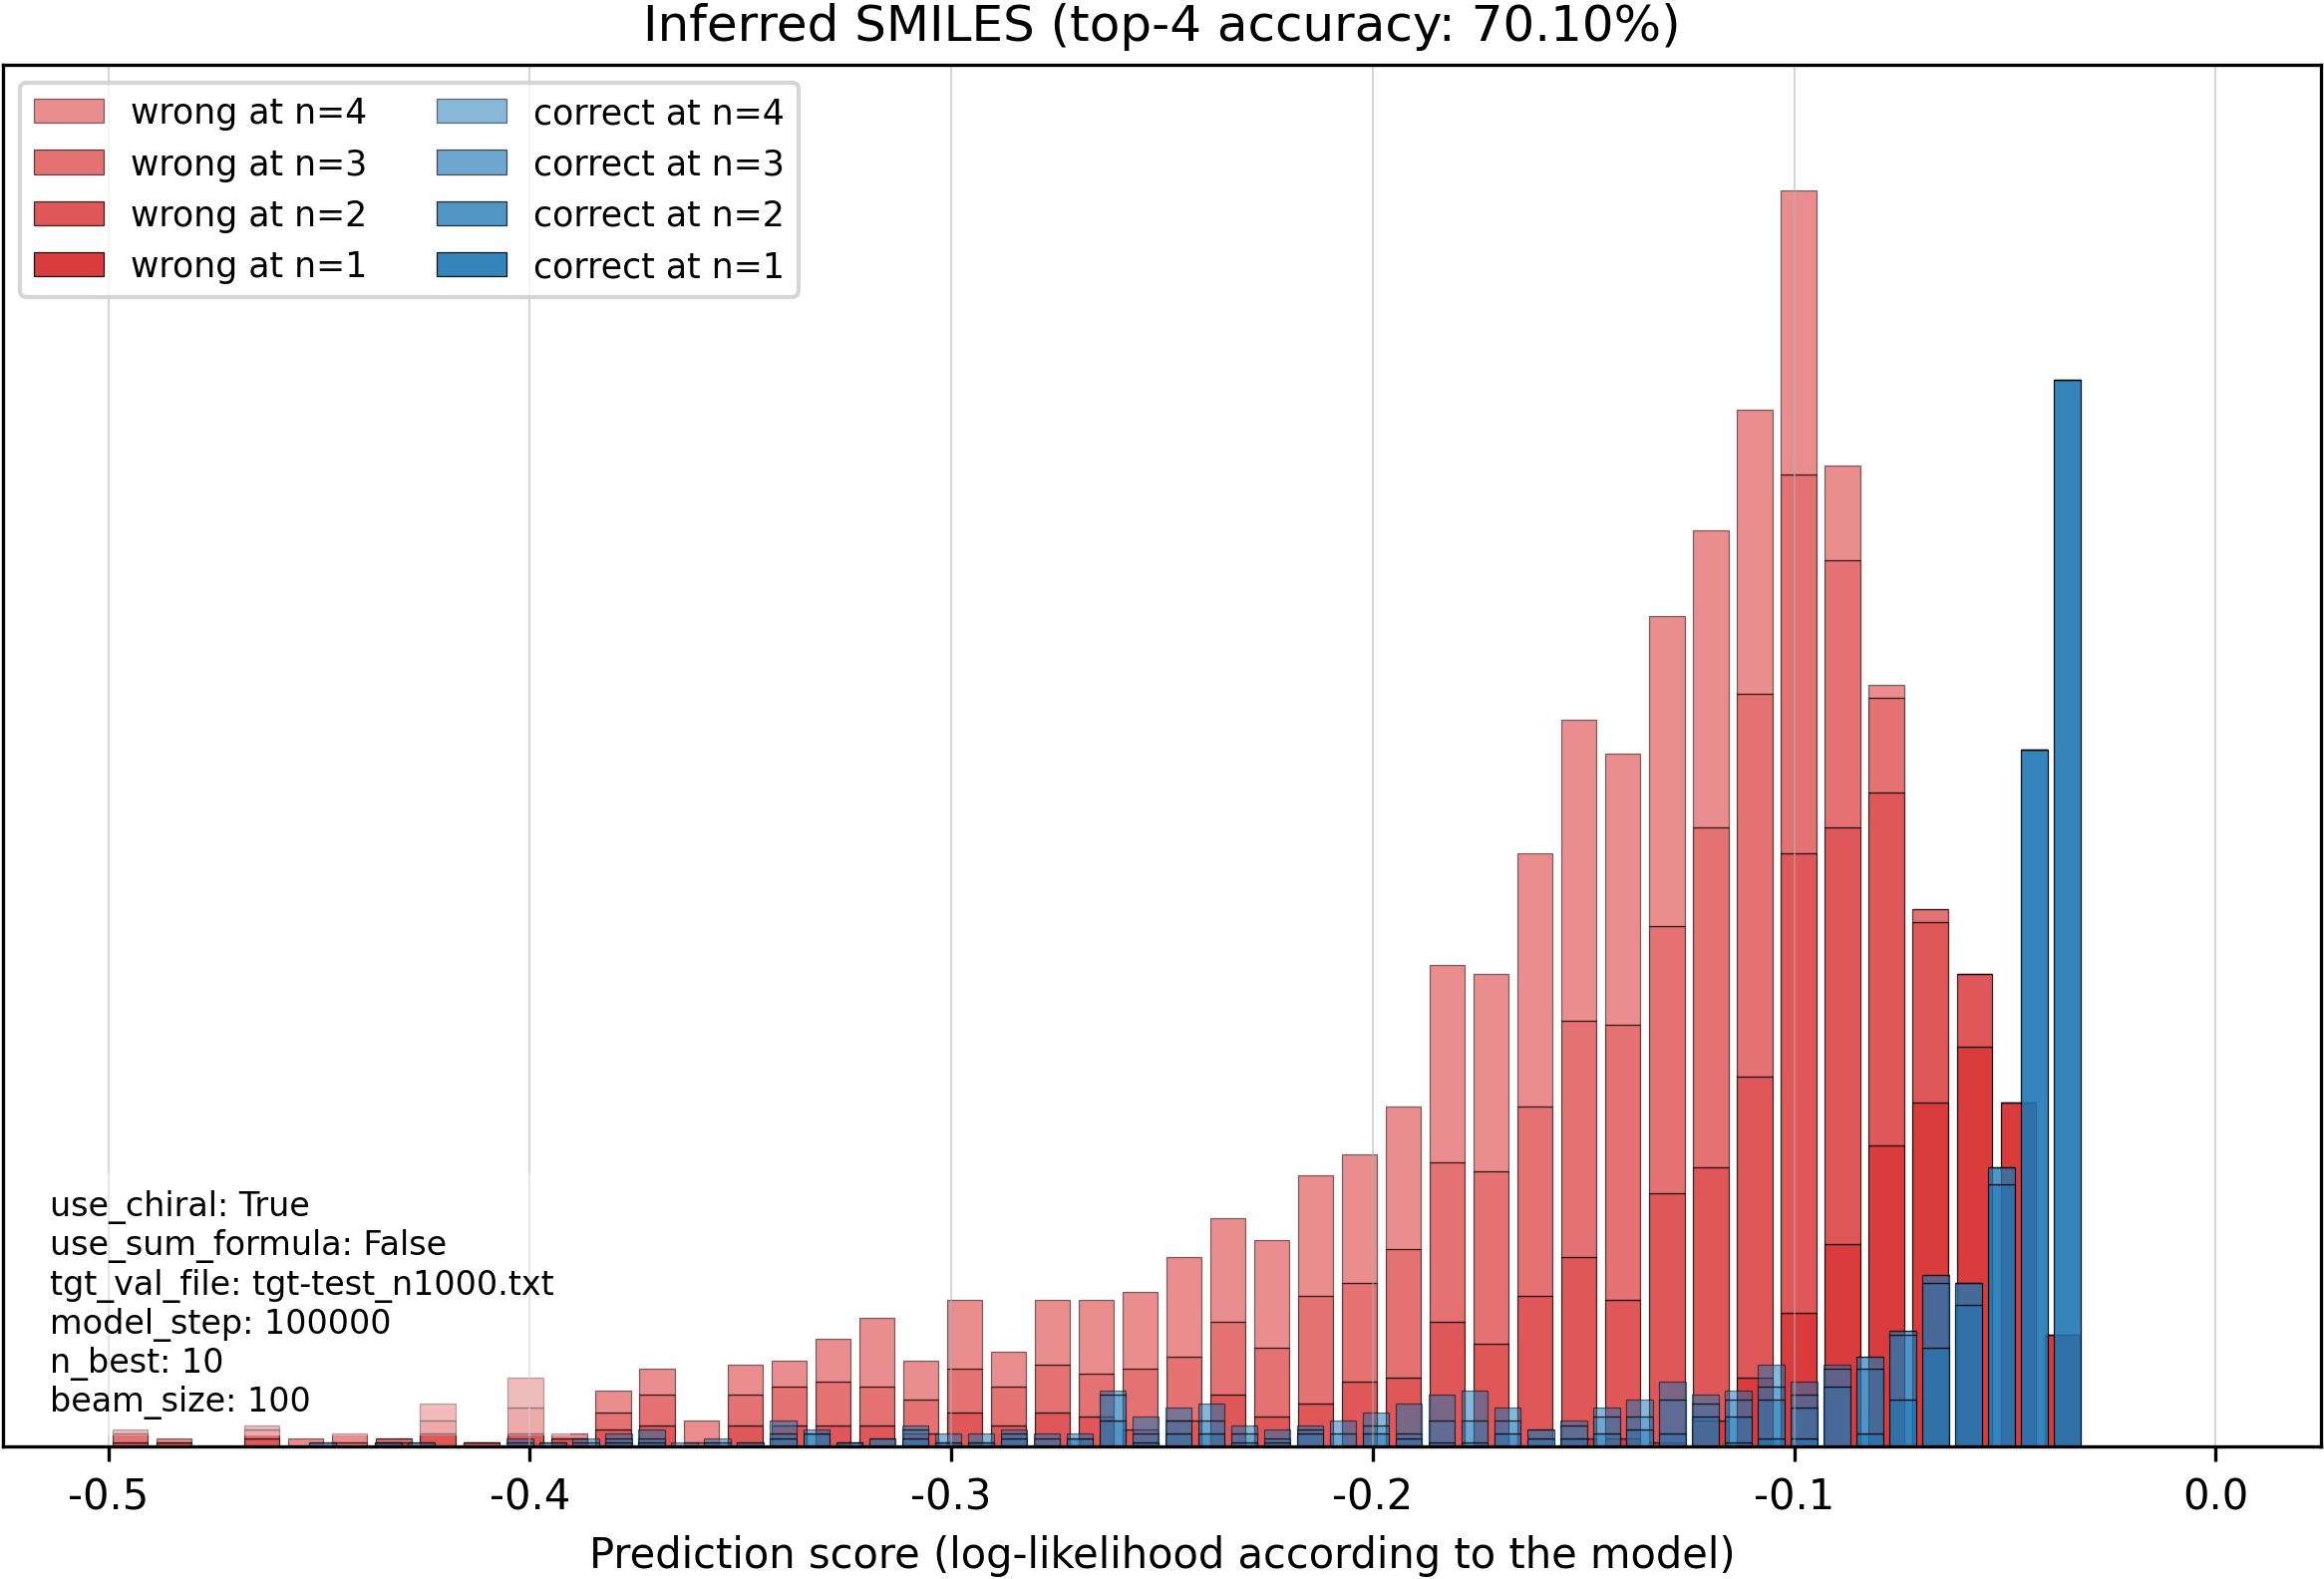 Inferred SMILES (top-4 accuracy: 70.10%)
wrong at n=4
wrong at n=3
wrong at n=2
wrong at n=1
correct at n=4
correct at n=3
correct at n=2
correct at n=1
use_chiral: True
use_sum_formula: False
tgt_val_file: tgt-test_n1000.txt
model_step: 100000
n_best: 10
beam_size: 100
-0.5 -0.4 -0.3 -0.2 -0.1 0.0
Prediction score (log-likelihood according to the model)